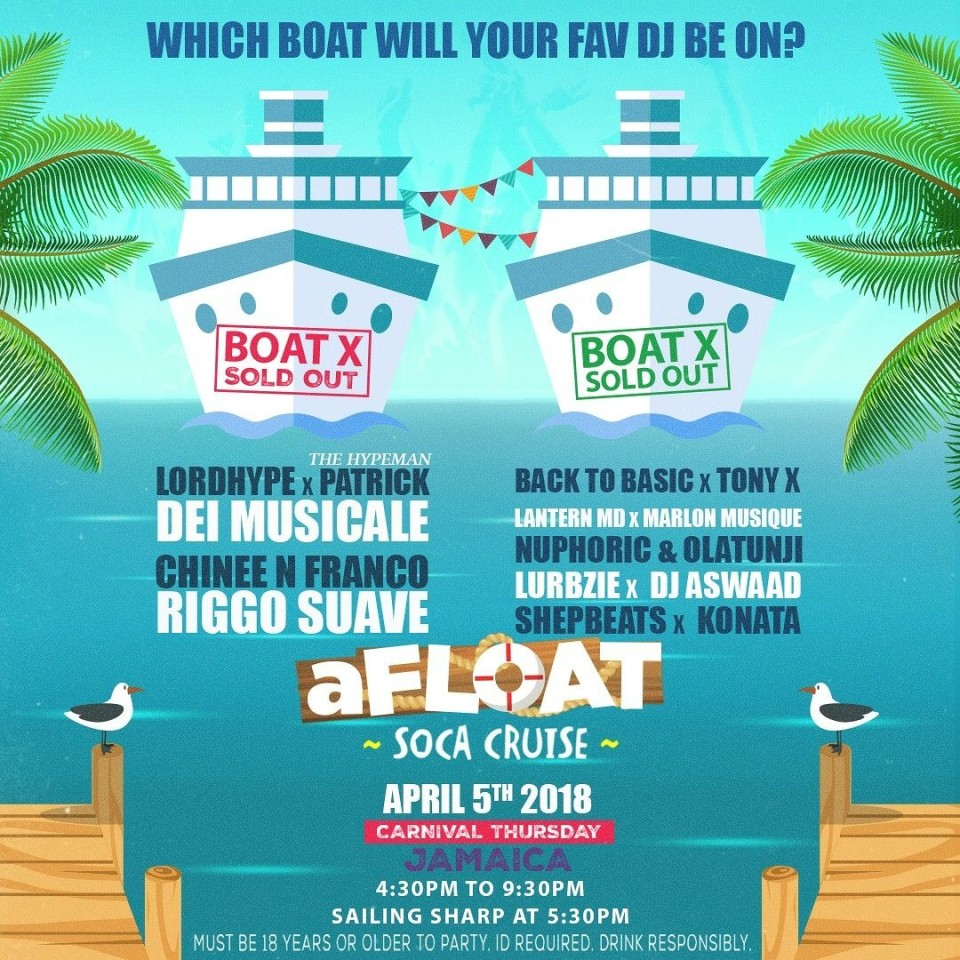 WHICH BOAT WILL YOUR FAV DJ BE ON?
BOAT X
SOLD OUT
BOAT X
SOLD OUT
THE HYPEMAN
LORDHYPE x PATRICK
DEI MUSICALE
CHINEE N FRANCO
RIGGO SUAVE
BACK TO BASIC x TONY X
LANTERN MD x MARLON MUSIQUE
NUPHORIC & OLATUNJI
LURBZIE x DJ ASWAAD
SHEPBEATS x KONATA
aFLOAT
~ SOCA CRUISE ~
APRIL 5TH 2018
CARNIVAL THURSDAY
JAMAICA
4:30PM TO 9:30PM
SAILING SHARP AT 5:30PM
MUST BE 18 YEARS OR OLDER TO PARTY. ID REQUIRED. DRINK RESPONSIBLY.